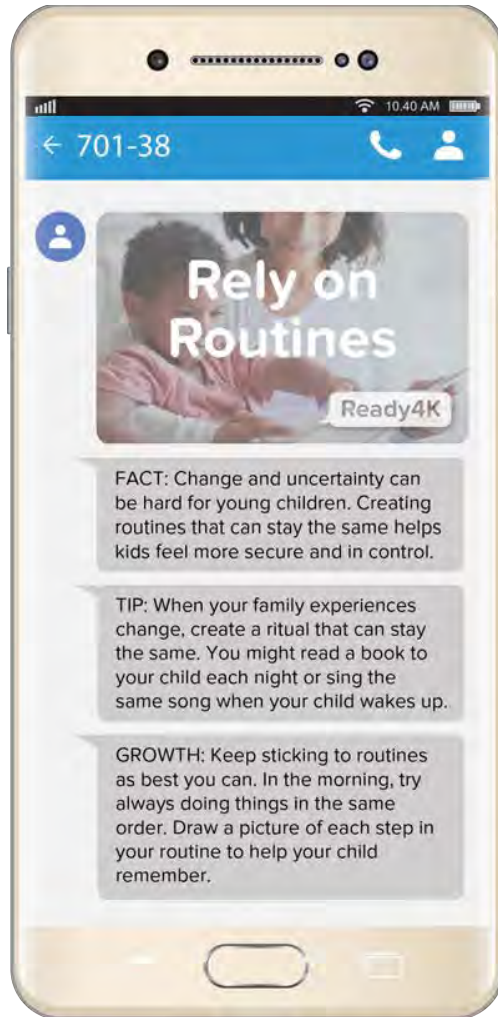 10.40 AM
701-38
Rely on
Routines
Ready4K
FACT: Change and uncertainty can
be hard for young children. Creating
routines that can stay the same helps
kids feel more secure and in control.
TIP: When your family experiences
change, create a ritual that can stay
the same. You might read a book to
your child each night or sing the
same song when your child wakes up.
GROWTH: Keep sticking to routines
as best you can. In the morning, try
always doing things in the same
order. Draw a picture of each step in
your routine to help your child
remember.